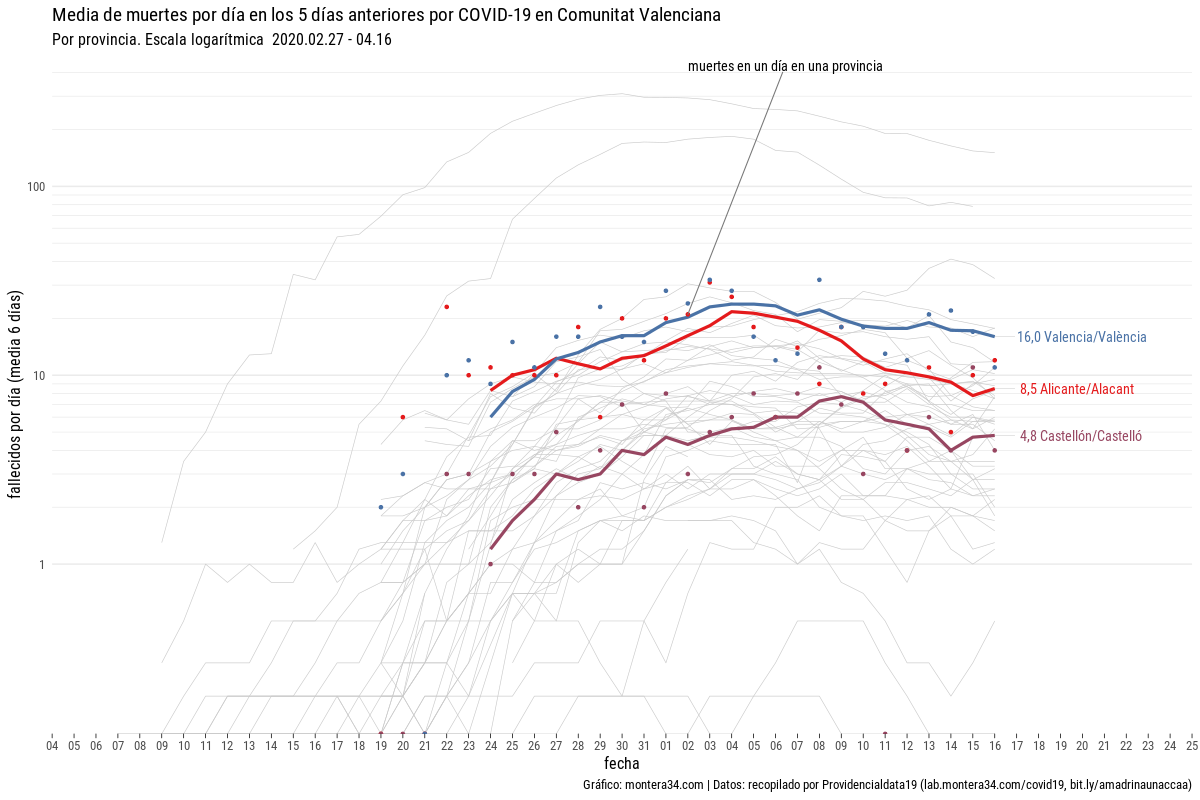 Media de muertes por día en los 5 días anteriores por COVID-19 en Comunitat Valenciana
Por provincia. Escala logarítmica 2020.02.27 - 04.16
muertes en un día en una provincia
100
10
1
fallecidos por día (media 6 días)
16,0 Valencia/València
8,5 Alicante/Alacant
4,8 Castellón/Castelló
04 05 06 07 08 09 10 11 12 13 14 15 16 17 18 19 20 21 22 23 24 25 26 27 28 29 30 31 01 02 03 04 05 06 07 08 09 10 11 12 13 14 15 16 17 18 19 20 21 22 23 24 25
fecha
Gráfico: montera34.com | Datos: recopilado por Providencialdata19 (lab.montera34.com/covid19, bit.ly/amadrinaunaccaa)